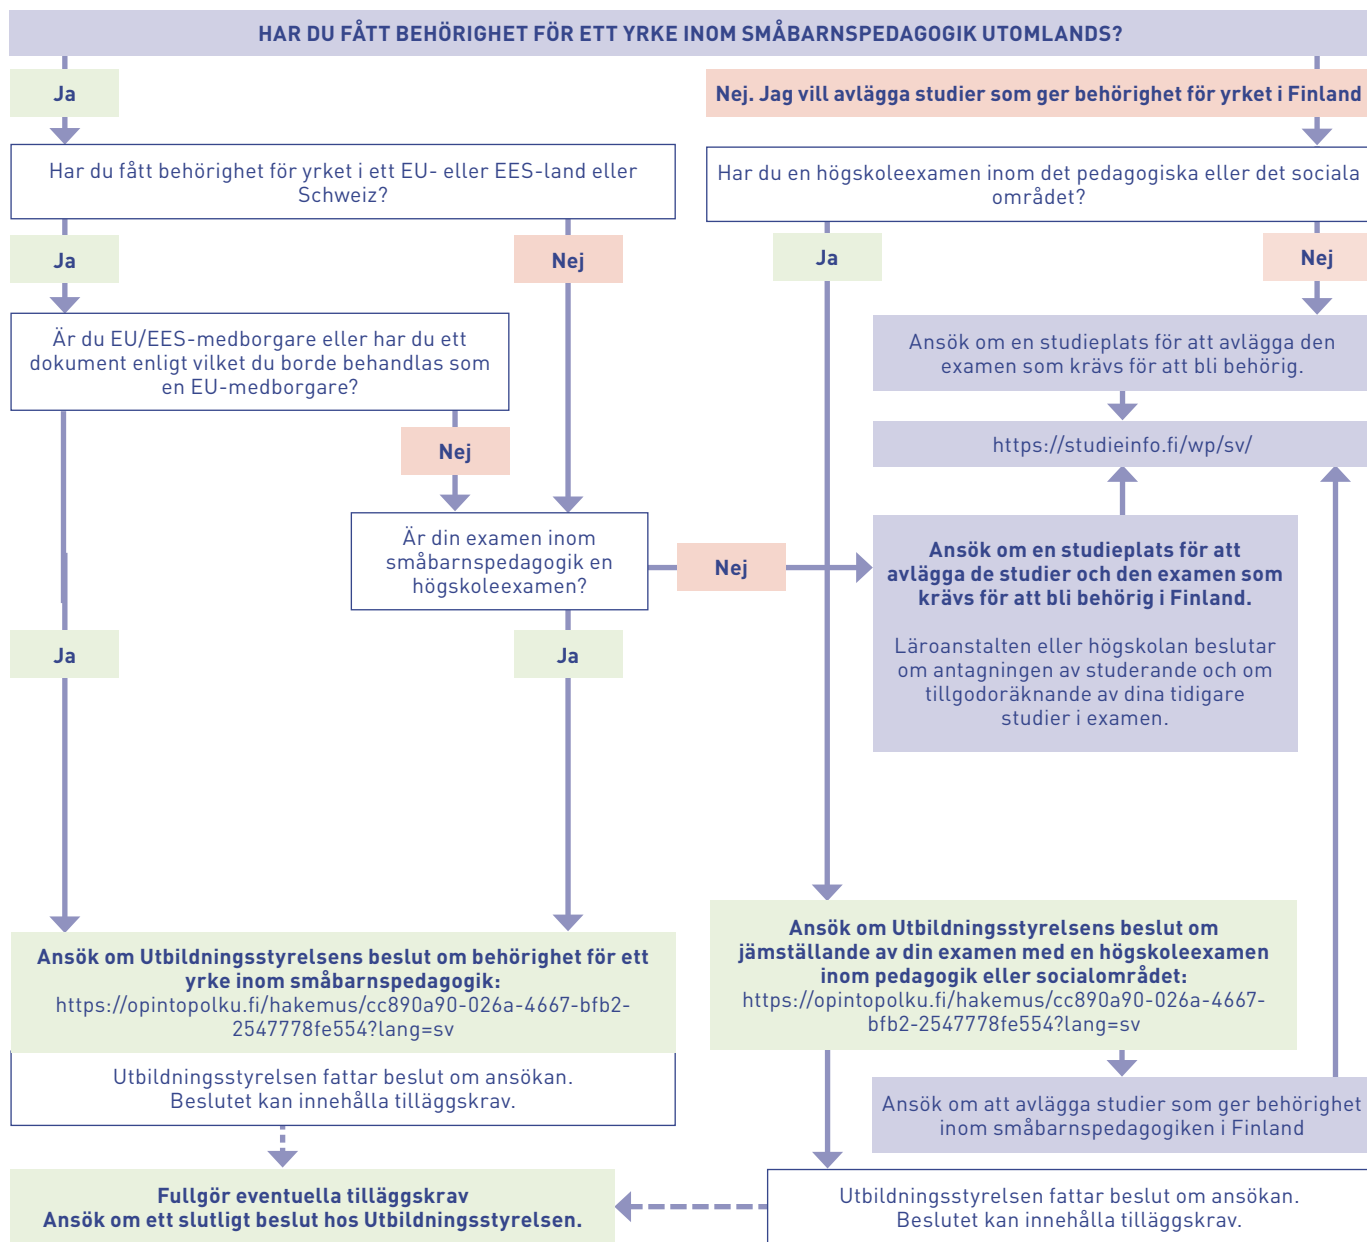 HAR DU FÅTT BEHÖRIGHET FÖR ETT YRKE INOM SMÅBARNSPEDAGOGIK UTOMLANDS?
Ja
Nej. Jag vill avlägga studier som ger behörighet för yrket i Finland
Har du fått behörighet för yrket i ett EU- eller EES-land eller
Schweiz?
Har du en högskoleexamen inom det pedagogiska eller det sociala
området?
Ja
Nej
Ja
Nej
Är du EU/EES-medborgare eller har du ett
dokument enligt vilket du borde behandlas som
en EU-medborgare?
Ansök om en studieplats för att avlägga den
examen som krävs för att bli behörig.
Nej
https://studieinfo.fi/wp/sv/
Är din examen inom
småbarnspedagogik en
högskoleexamen?
Nej
Ansök om en studieplats för att
avlägga de studier och den examen som
krävs för att bli behörig i Finland.
Läroanstalten eller högskolan beslutar
om antagningen av studerande och om
tillgodoräknande av dina tidigare
studier i examen.
Ja
Ja
Ansök om Utbildningsstyrelsens beslut om behörighet för ett
yrke inom småbarnspedagogik:
https://opintopolku.fi/hakemus/cc890a90-026a-4667-bfb2-
2547778fe554?lang=sv
Utbildningsstyrelsen fattar beslut om ansökan.
Beslutet kan innehålla tilläggskrav.
Ansök om Utbildningsstyrelsens beslut om
jämställande av din examen med en högskoleexamen
inom pedagogik eller socialområdet:
https://opintopolku.fi/hakemus/cc890a90-026a-4667-
bfb2-2547778fe554?lang=sv
Ansök om att avlägga studier som ger behörighet
inom småbarnspedagogiken i Finland
Fullgör eventuella tilläggskrav
Ansök om ett slutligt beslut hos Utbildningsstyrelsen.
Utbildningsstyrelsen fattar beslut om ansökan.
Beslutet kan innehålla tilläggskrav.